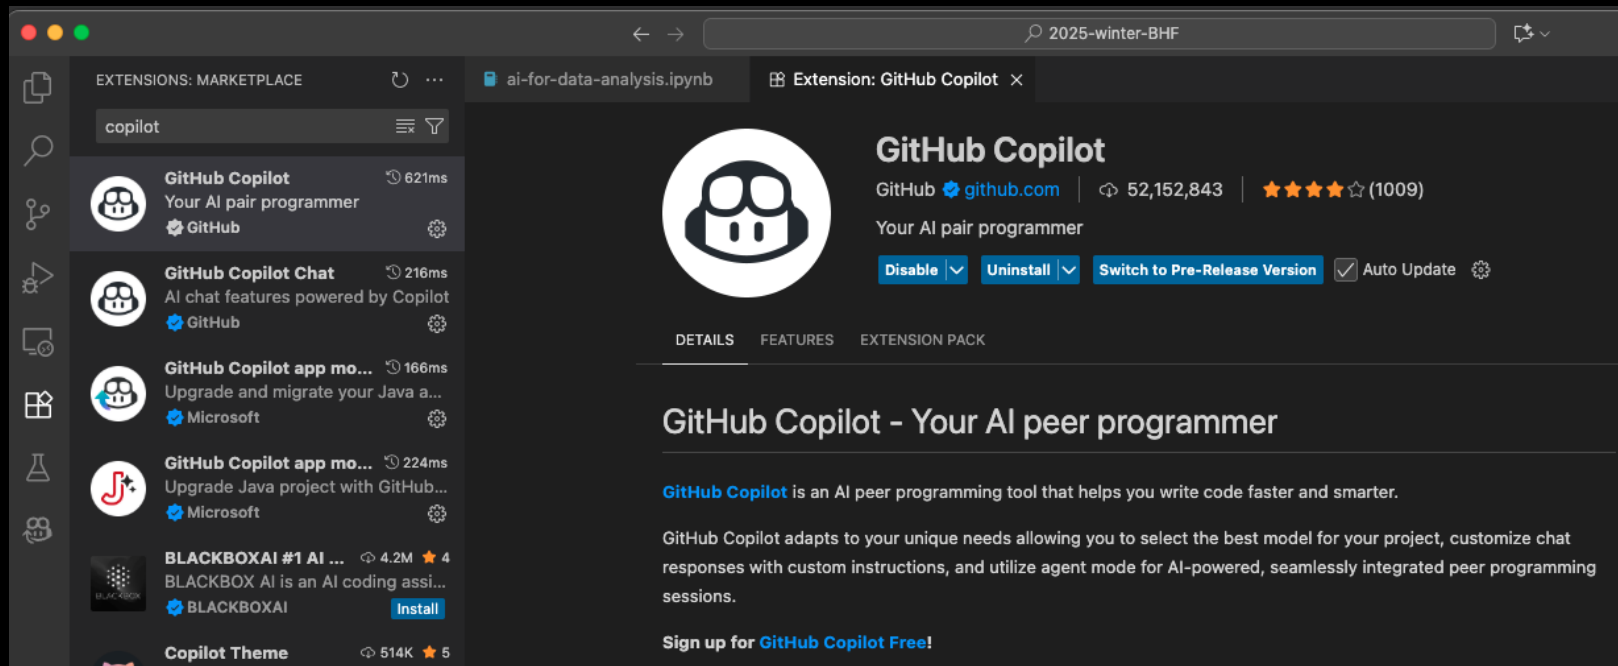 2025-winter-BHF
EXTENSIONS: MARKETPLACE
copilot
GitHub Copilot 621ms
Your AI pair programmer
GitHub
GitHub Copilot Chat 216ms
AI chat features powered by Copilot
GitHub
GitHub Copilot app mo... 166ms
Upgrade and migrate your Java a...
Microsoft
GitHub Copilot app mo... 224ms
Upgrade Java project with GitHub...
Microsoft
BLACKBOXAI #1 AI ... 4.2M 4
BLACKBOX AI is an AI coding assi...
BLACKBOXAI Install
Copilot Theme 514K 5
ai-for-data-analysis.ipynb
Extension: GitHub Copilot
GitHub Copilot
GitHub github.com 52,152,843 (1009)
Your AI pair programmer
Disable Uninstall Switch to Pre-Release Version Auto Update
DETAILS FEATURES EXTENSION PACK
GitHub Copilot - Your AI peer programmer
GitHub Copilot is an AI peer programming tool that helps you write code faster and smarter.
GitHub Copilot adapts to your unique needs allowing you to select the best model for your project, customize chat
responses with custom instructions, and utilize agent mode for AI-powered, seamlessly integrated peer programming
sessions.
Sign up for GitHub Copilot Free!